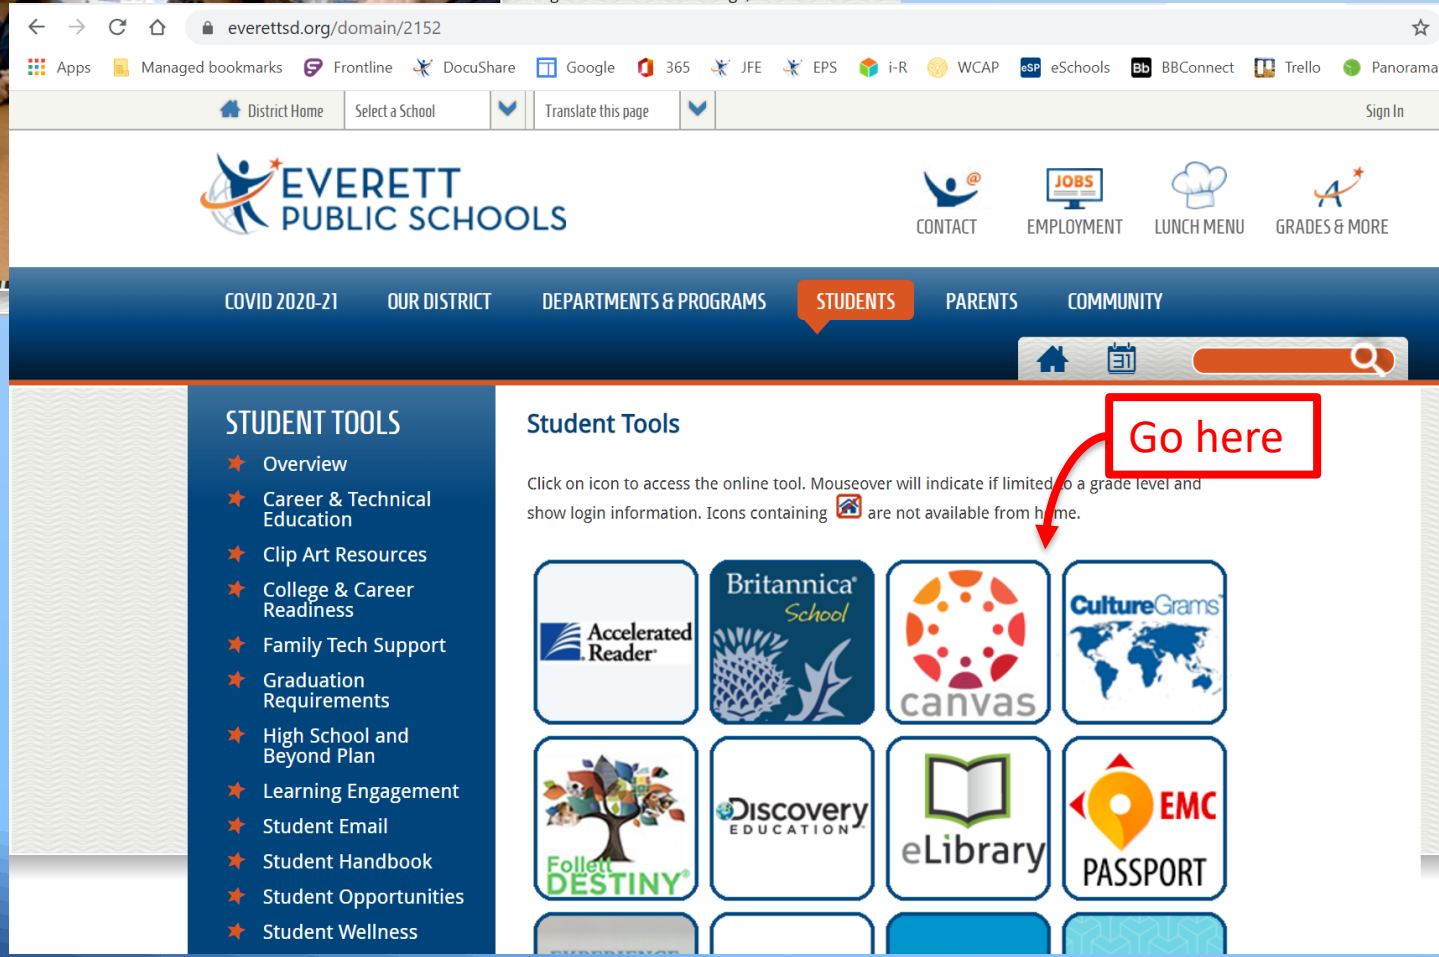 everettsd.org/domain/2152
Apps Managed bookmarks Frontline DocuShare Google 365 JFE EPS i-R WCAP eSP eSchools Bb BBConnect Trello Panorama
District Home Select a School Translate this page Sign In
EVERETT
PUBLIC SCHOOLS
@
JOBS
CONTACT EMPLOYMENT LUNCH MENU GRADES & MORE
COVID 2020-21 OUR DISTRICT DEPARTMENTS & PROGRAMS STUDENTS PARENTS COMMUNITY
31
STUDENT TOOLS
Overview
Career & Technical
Education
Clip Art Resources
College & Career
Readiness
Family Tech Support
Graduation
Requirements
High School and
Beyond Plan
Learning Engagement
Student Email
Student Handbook
Student Opportunities
Student Wellness
Student Tools
Go here
Click on icon to access the online tool. Mouseover will indicate if limited to a grade level and
show login information. Icons containing are not available from home.
Accelerated
Reader
Britannica®
School
canvas
CultureGrams
Follett
DESTINY®
Discovery
EDUCATION
eLibrary
EMC
PASSPORT